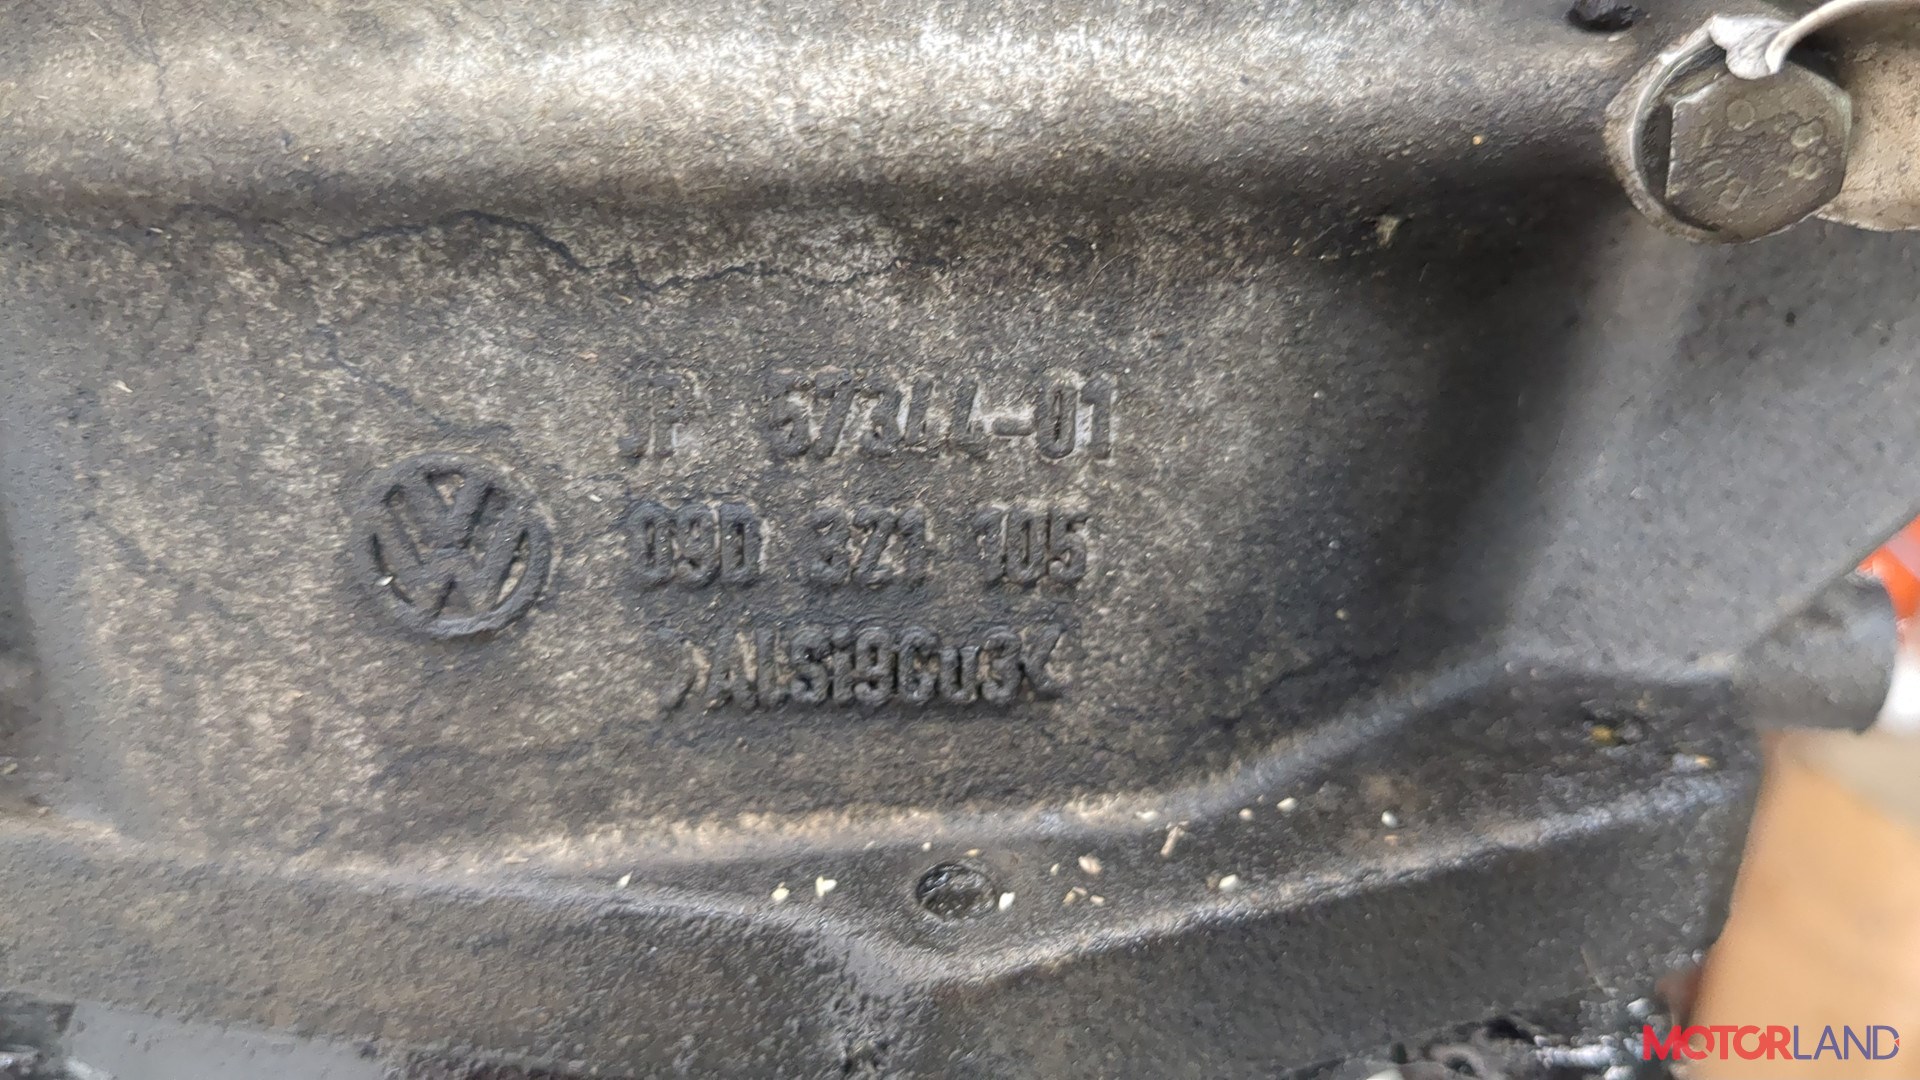 JP 57344-01
09D 321 105
>AlSi9Cu3<
MOTORLAND